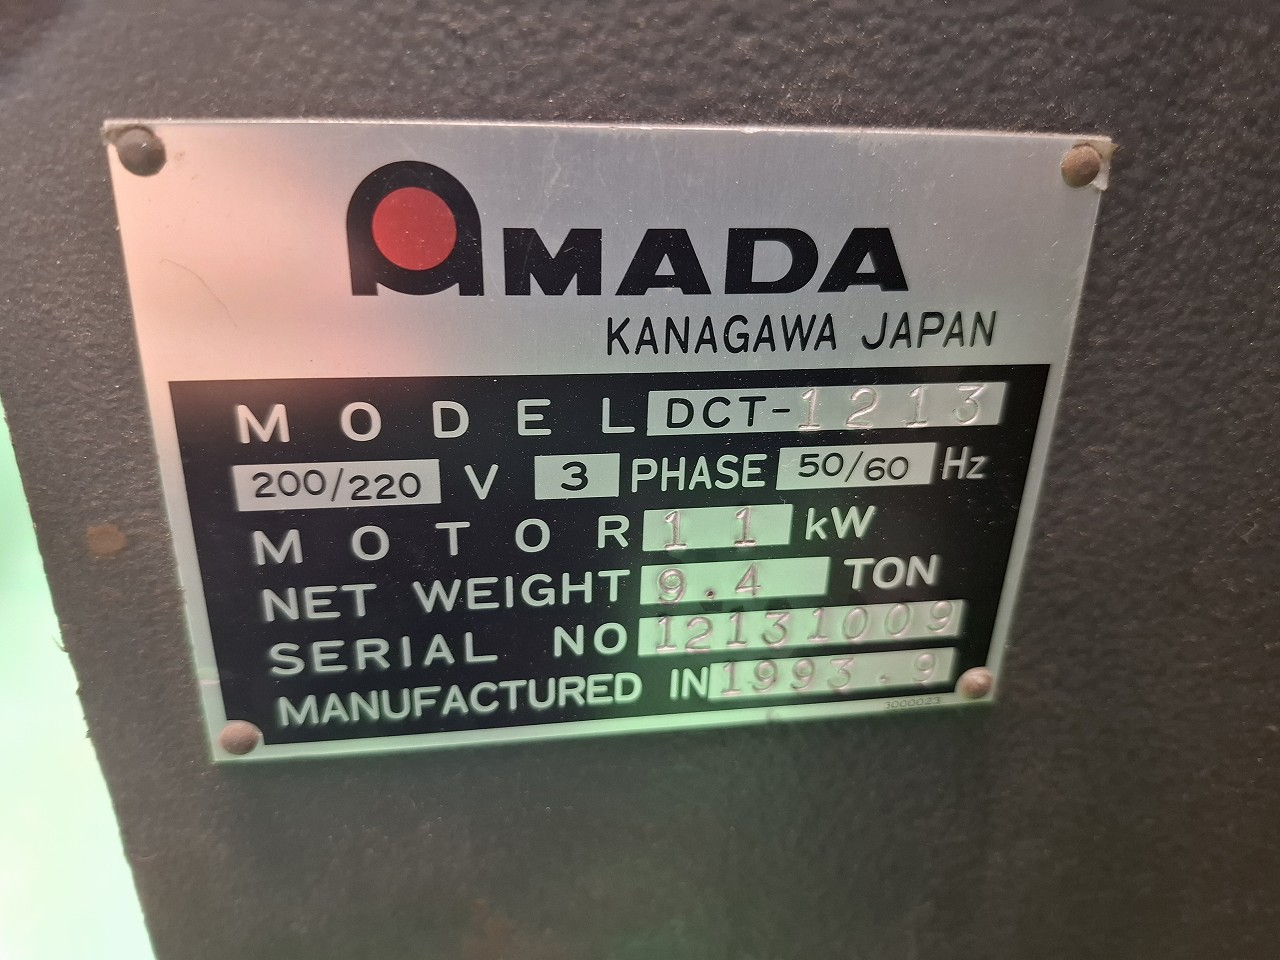 AMADA
KANAGAWA JAPAN
MODEL DCT-1213
200/220 V 3 PHASE 50/60 Hz
MOTOR 11 kW
NET WEIGHT 9.4 TON
SERIAL NO 12131009
MANUFACTURED IN 1993.9
3000023